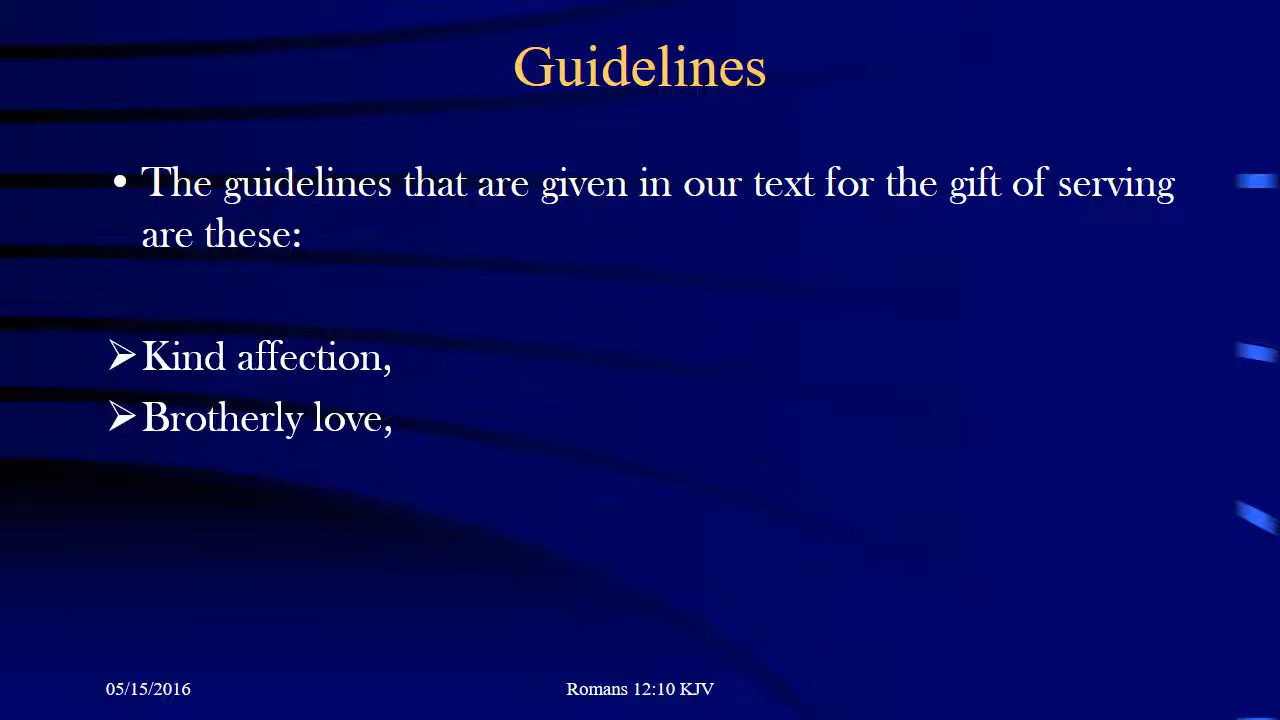 Guidelines
• The guidelines that are given in our text for the gift of serving
are these:
➢ Kind affection,
➢ Brotherly love,
05/15/2016
Romans 12:10 KJV